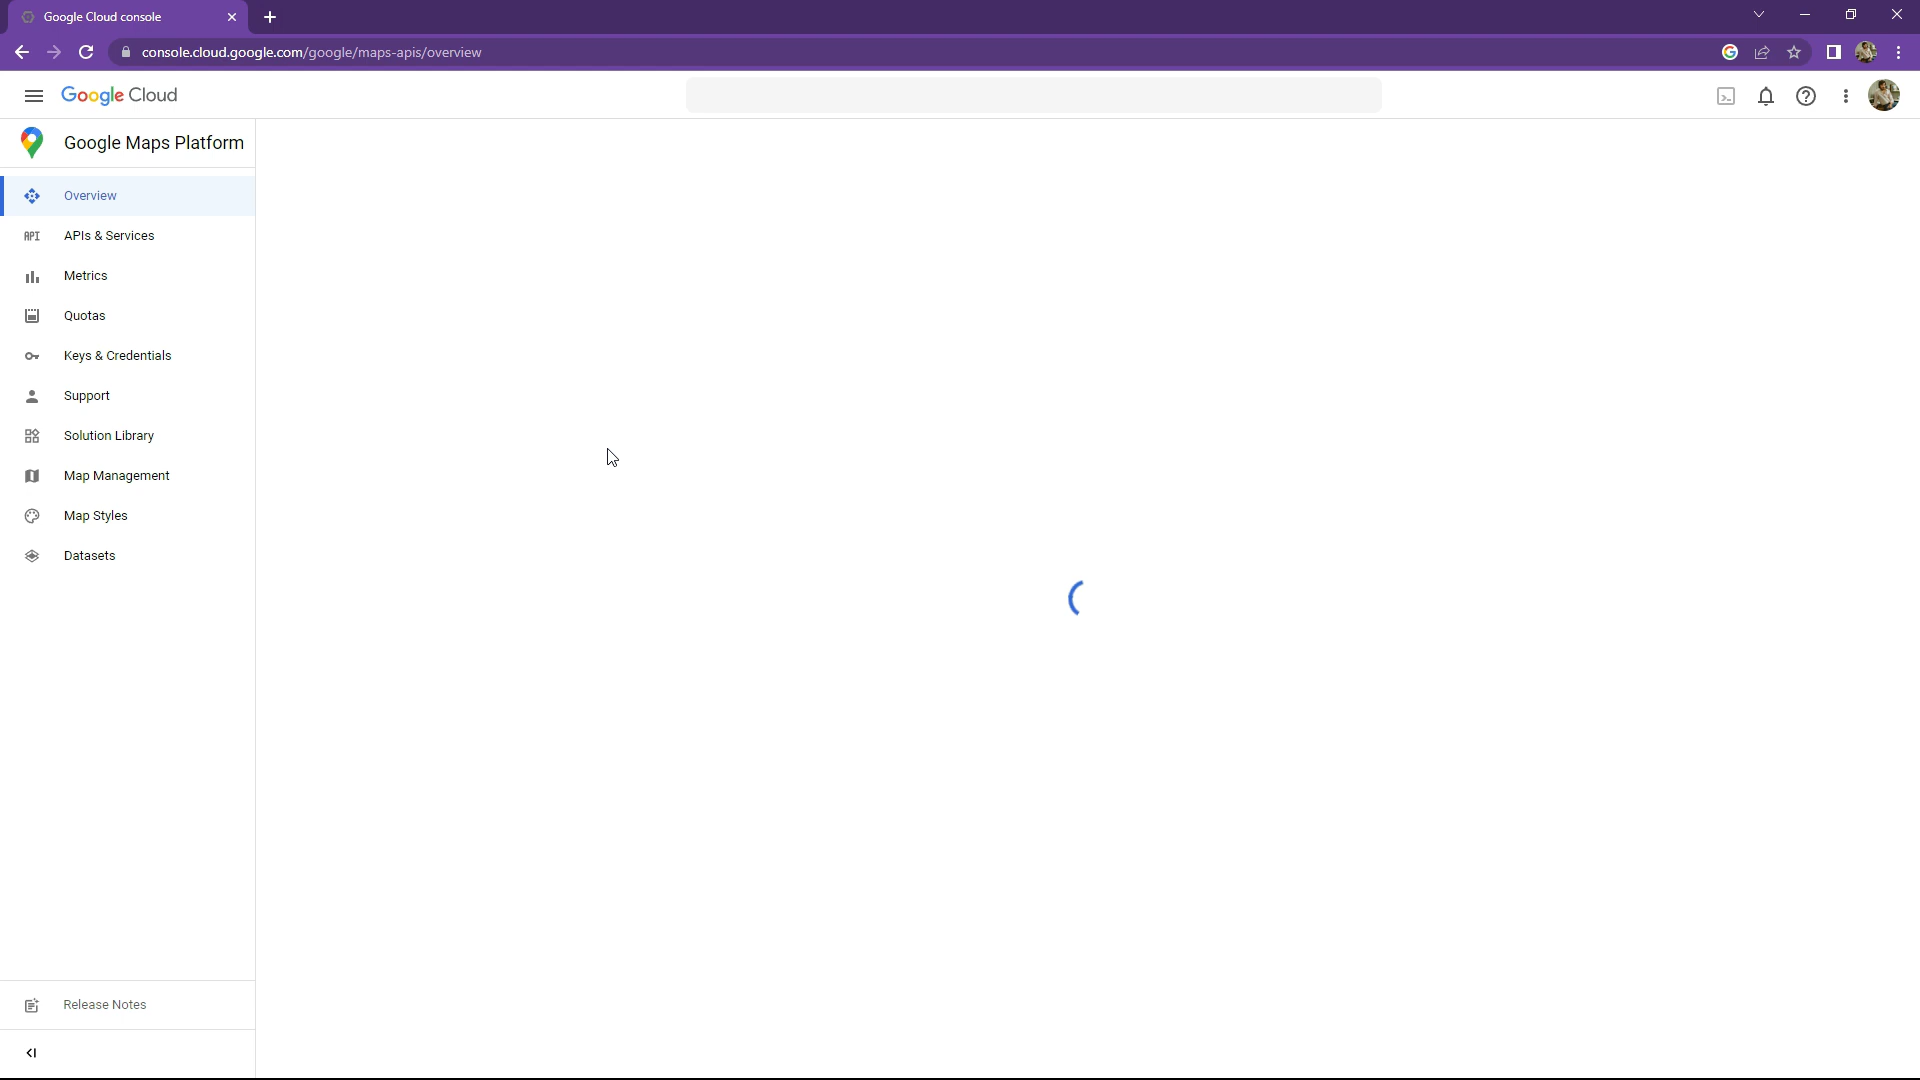 Google Cloud console
console.cloud.google.com/google/maps-apis/overview
Google Cloud
Google Maps Platform
Overview
API APIs & Services
Metrics
Quotas
Keys & Credentials
Support
Solution Library
Map Management
Map Styles
Datasets
Release Notes